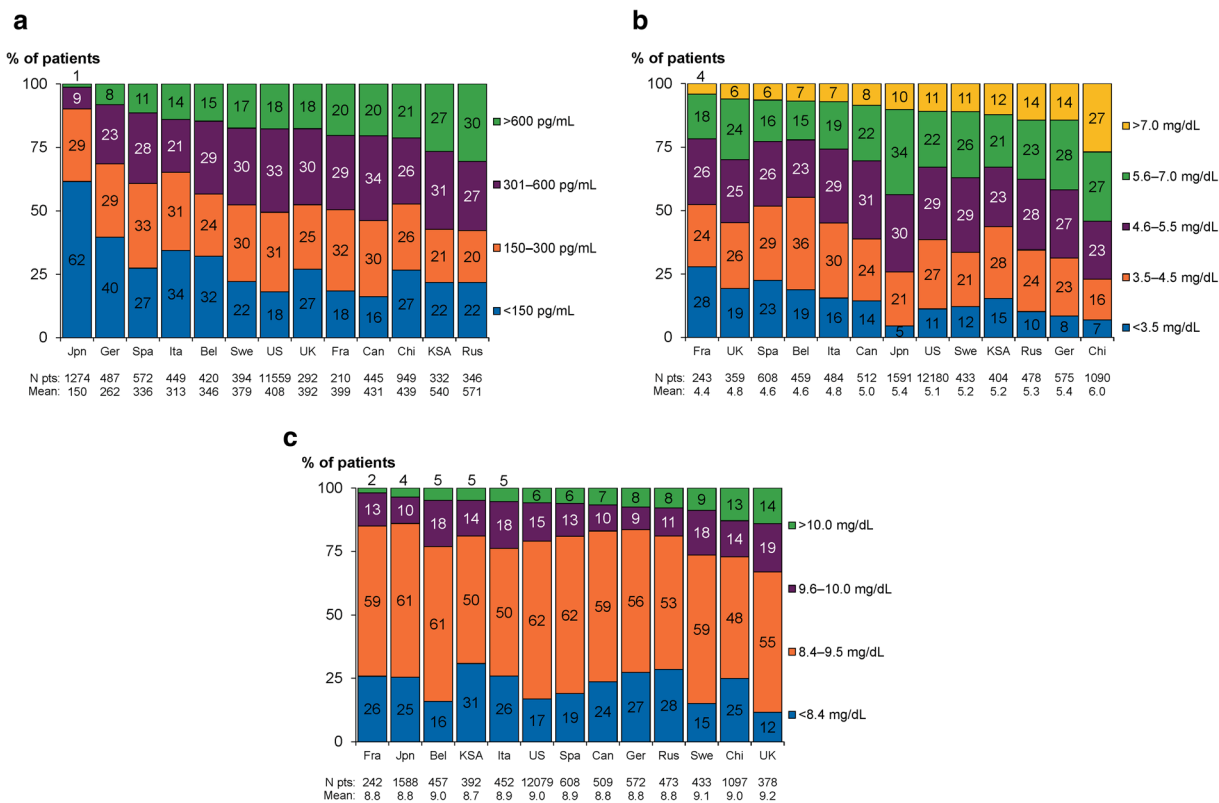 a
% of patients
1
100
8 11 14 15 17 18 18 20 20 21 27 30
>600 pg/mL
9 23 28 21 29 30 33 30 29 34 26 31 27
75
301–600 pg/mL
29 29 33 31 24 30 31 25 32 30 26 21 20
50
150–300 pg/mL
62 40 27 34 32 22 18 27 18 16 27 22 22
25
<150 pg/mL
0
Jpn Ger Spa Ita Bel Swe US UK Fra Can Chi KSA Rus
N pts: 1274 487 572 449 420 394 11559 292 210 445 949 332 346
Mean: 150 262 336 313 346 379 408 392 399 431 439 540 571
b
% of patients
4
100
6 6 7 7 8 10 11 11 12 14 14 27
>7.0 mg/dL
18 24 16 15 19 22 34 22 26 21 23 28 27
75
5.6–7.0 mg/dL
26 25 26 23 29 31 30 29 29 23 28 27 23
50
4.6–5.5 mg/dL
24 26 29 36 30 24 21 27 21 28 24 23 16
25
3.5–4.5 mg/dL
28 19 23 19 16 14 5 11 12 15 10 8 7
<3.5 mg/dL
0
Fra UK Spa Bel Ita Can Jpn US Swe KSA Rus Ger Chi
N pts: 243 359 608 459 484 512 1591 12180 433 404 478 575 1090
Mean: 4.4 4.8 4.6 4.6 4.8 5.0 5.4 5.1 5.2 5.2 5.3 5.4 6.0
c
% of patients
2 4 5 5 5
100
6 6 7 8 8 9 13 14
>10.0 mg/dL
13 10 18 14 18 15 13 10 9 11 18 14 19
75
9.6–10.0 mg/dL
59 61 61 50 50 62 62 59 56 53 59 48 55
50
8.4–9.5 mg/dL
26 25 16 31 26 17 19 24 27 28 15 25 12
25
<8.4 mg/dL
0
Fra Jpn Bel KSA Ita US Spa Can Ger Rus Swe Chi UK
N pts: 242 1588 457 392 452 12079 608 509 572 473 433 1097 378
Mean: 8.8 8.8 9.0 8.7 8.9 9.0 8.9 8.8 8.8 8.8 9.1 9.0 9.2